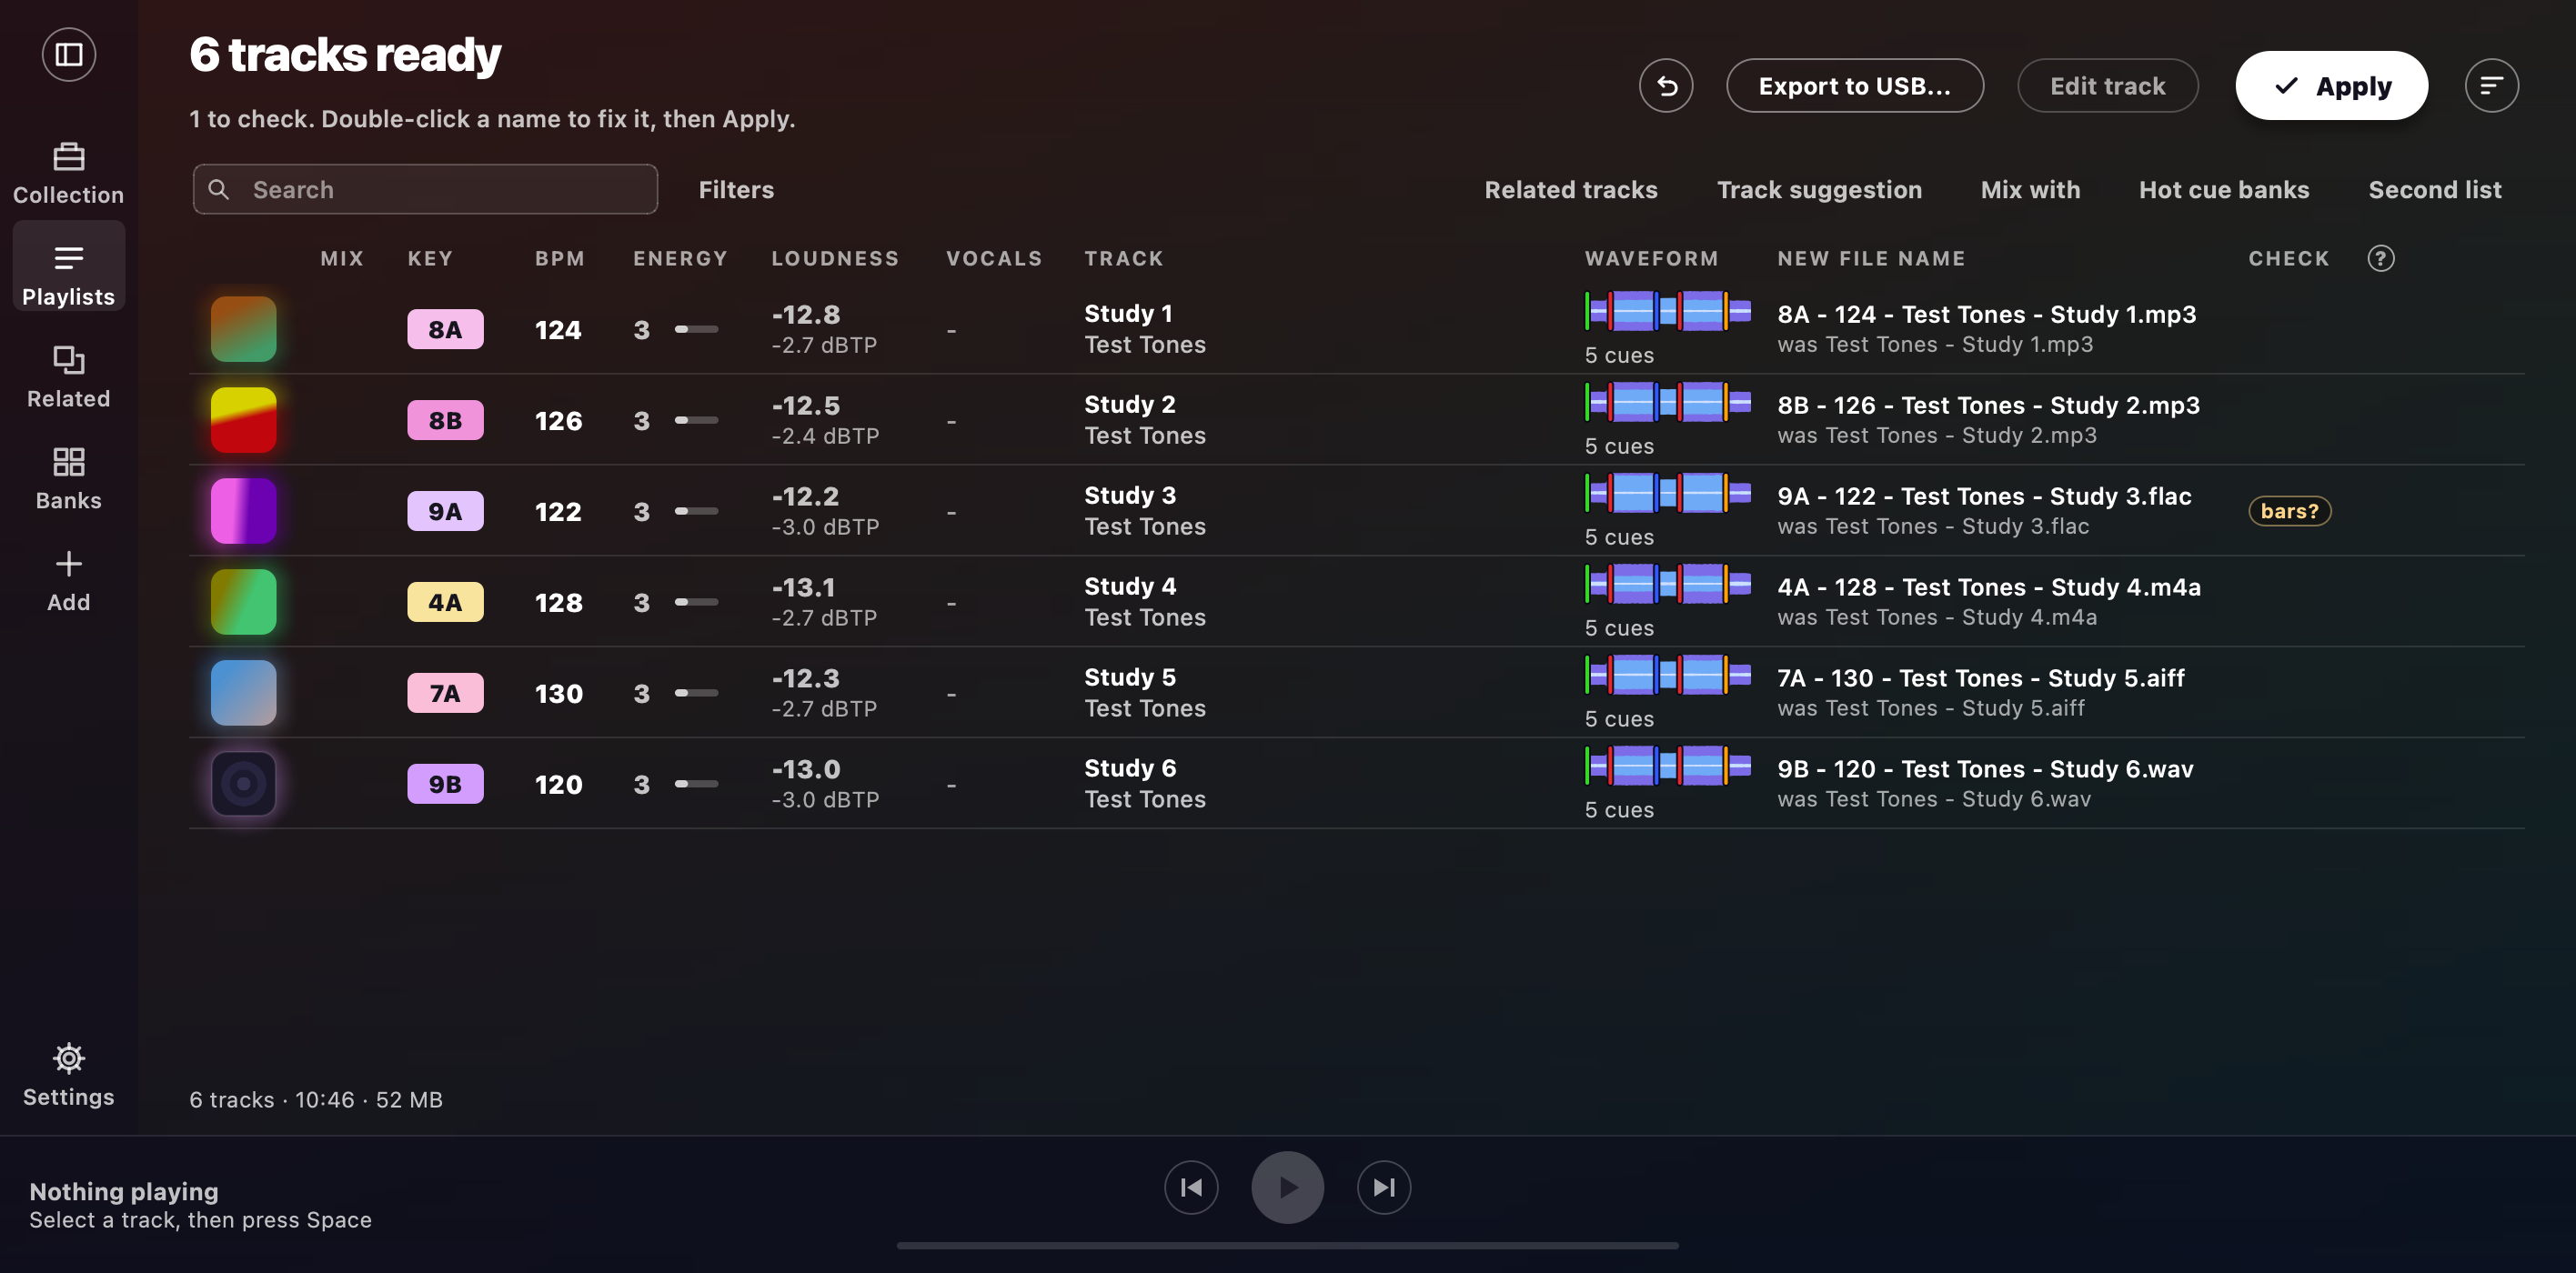 6 tracks ready
1 to check. Double-click a name to fix it, then Apply.
Export to USB...
Edit track
Apply
Collection
Playlists
Related
Banks
Add
Settings
Search
Filters
Related tracks
Track suggestion
Mix with
Hot cue banks
Second list
MIX KEY BPM ENERGY LOUDNESS VOCALS TRACK WAVEFORM NEW FILE NAME CHECK ?
8A 124 3 -12.8 - Study 1 8A - 124 - Test Tones - Study 1.mp3
-2.7 dBTP Test Tones 5 cues was Test Tones - Study 1.mp3
8B 126 3 -12.5 - Study 2 8B - 126 - Test Tones - Study 2.mp3
-2.4 dBTP Test Tones 5 cues was Test Tones - Study 2.mp3
9A 122 3 -12.2 - Study 3 9A - 122 - Test Tones - Study 3.flac bars?
-3.0 dBTP Test Tones 5 cues was Test Tones - Study 3.flac
4A 128 3 -13.1 - Study 4 4A - 128 - Test Tones - Study 4.m4a
-2.7 dBTP Test Tones 5 cues was Test Tones - Study 4.m4a
7A 130 3 -12.3 - Study 5 7A - 130 - Test Tones - Study 5.aiff
-2.7 dBTP Test Tones 5 cues was Test Tones - Study 5.aiff
9B 120 3 -13.0 - Study 6 9B - 120 - Test Tones - Study 6.wav
-3.0 dBTP Test Tones 5 cues was Test Tones - Study 6.wav
6 tracks · 10:46 · 52 MB
Nothing playing
Select a track, then press Space